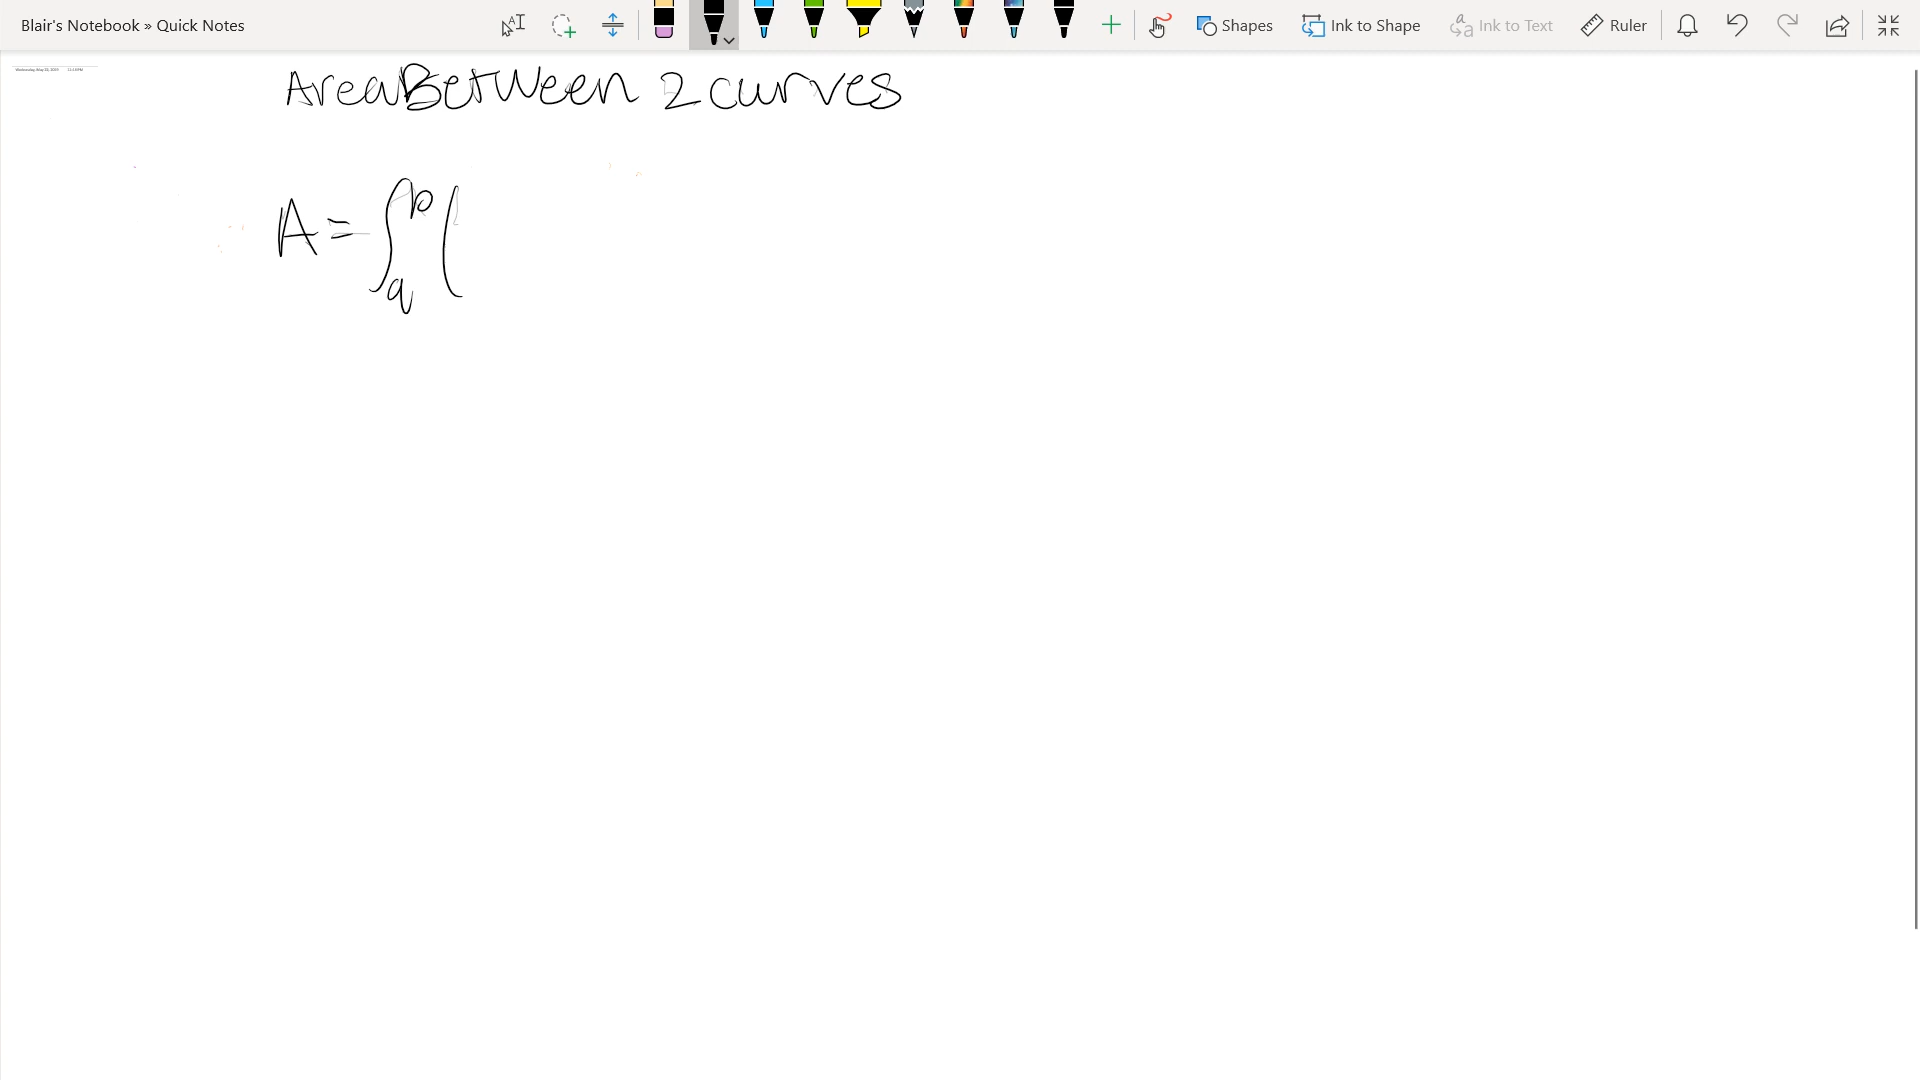 Blair's Notebook » Quick Notes
Shapes
Ink to Shape
Ink to Text
Ruler
Area Between 2 curves
A = ∫ₐᵇ (